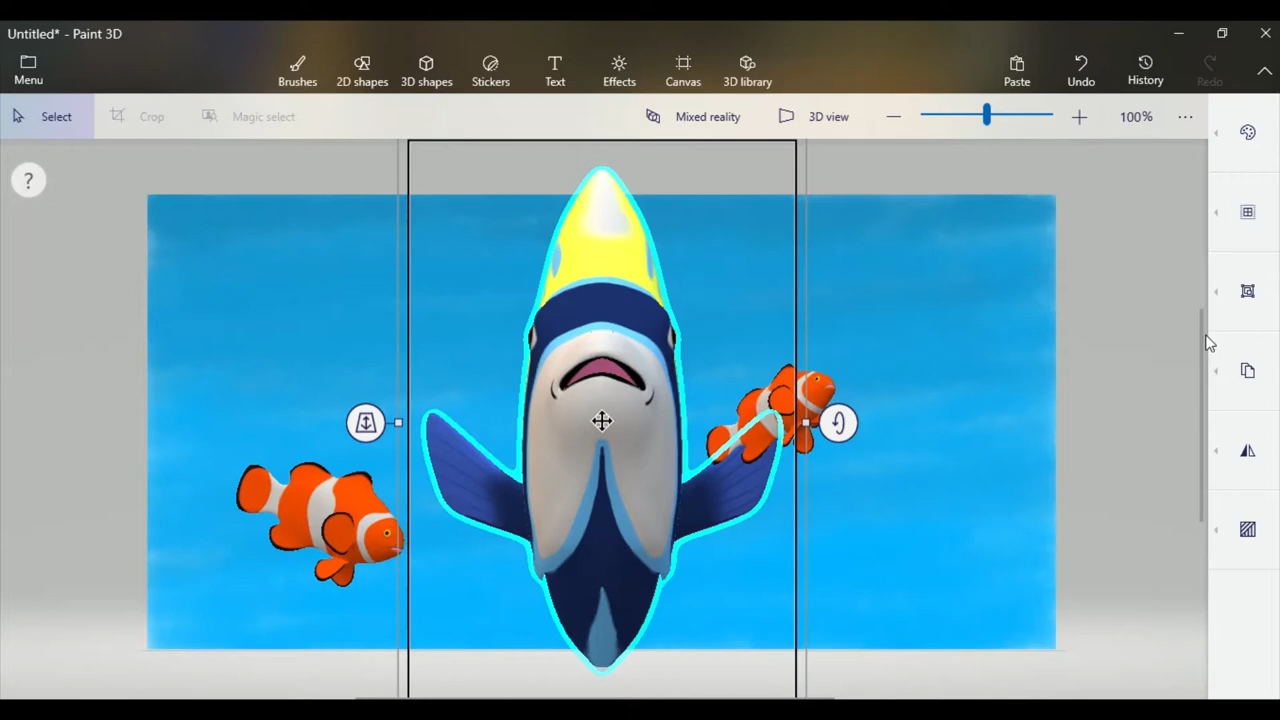 Untitled* - Paint 3D
Menu
Brushes
2D shapes
3D shapes
Stickers
Text
Effects
Canvas
3D library
Paste
Undo
History
Redo
Select
Crop
Magic select
Mixed reality
3D view
100%
?